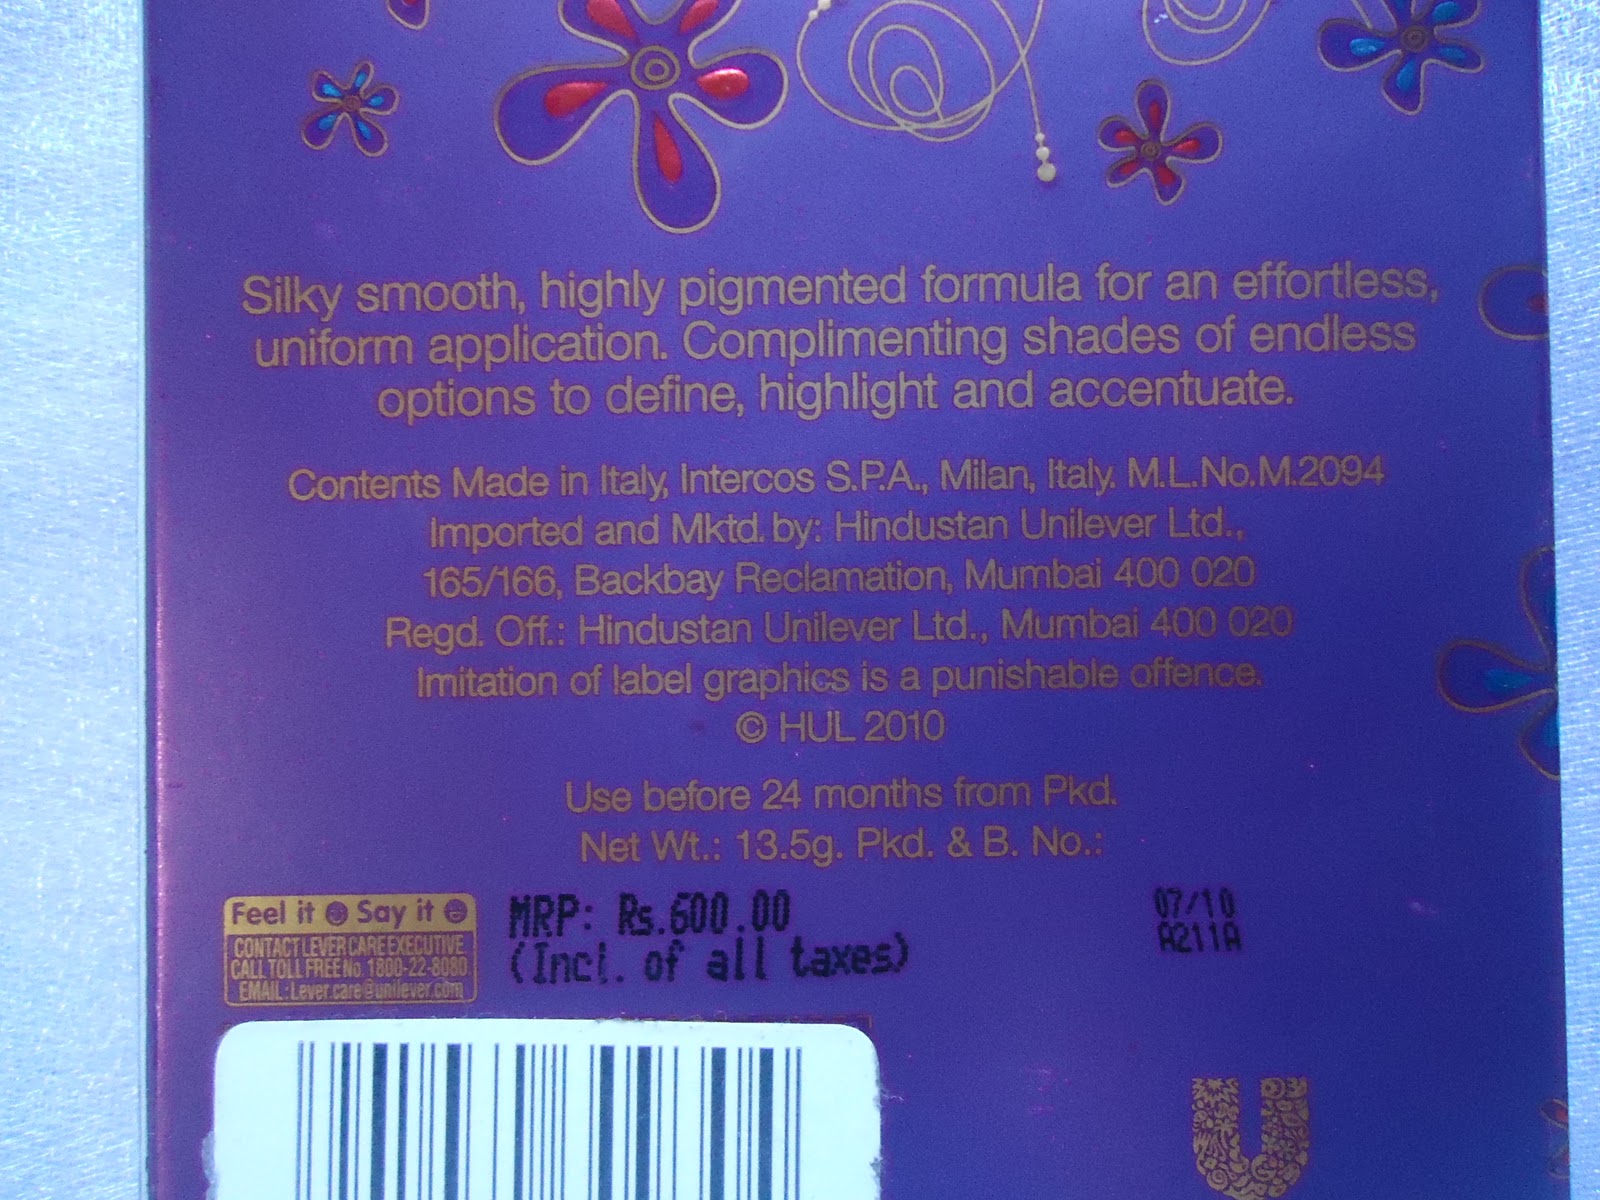 Silky smooth, highly pigmented formula for an effortless,
uniform application. Complimenting shades of endless
options to define, highlight and accentuate.
Contents Made in Italy, Intercos S.P.A., Milan, Italy. M.L.No.M.2094
Imported and Mktd. by: Hindustan Unilever Ltd.,
165/166, Backbay Reclamation, Mumbai 400 020
Regd. Off.: Hindustan Unilever Ltd., Mumbai 400 020
Imitation of label graphics is a punishable offence.
© HUL 2010
Use before 24 months from Pkd.
Net Wt.: 13.5g. Pkd. & B. No.:
Feel it Say it
CONTACT LEVER CARE EXECUTIVE
CALL TOLL FREE No. 1800-22-8080
EMAIL : Lever.care@unilever.com
MRP: Rs.600.00
(Incl. of all taxes)
07/10
A211A